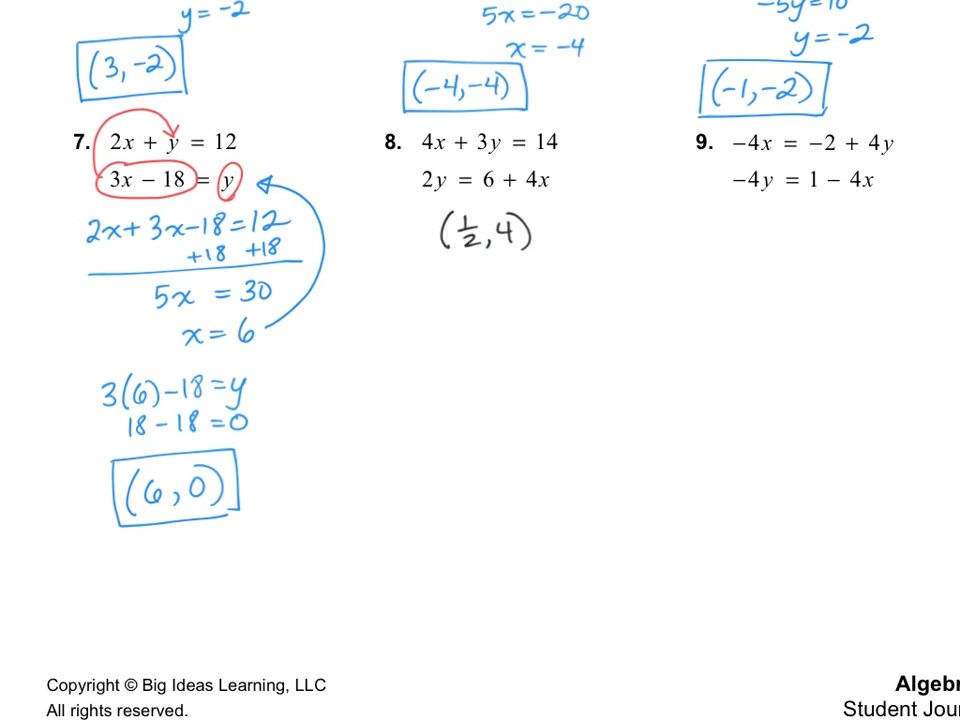 y = -2
5x = -20
x = -4
-5y = 10
y = -2
(3, -2)
(-4, -4)
(-1, -2)
7. 2x + y = 12
3x − 18 = y
2x + 3x - 18 = 12
+18 +18
5x = 30
x = 6
3(6) - 18 = y
18 - 18 = 0
(6, 0)
8. 4x + 3y = 14
2y = 6 + 4x
(1/2, 4)
9. −4x = −2 + 4y
−4y = 1 − 4x
Copyright © Big Ideas Learning, LLC
All rights reserved.
Algebr
Student Jour